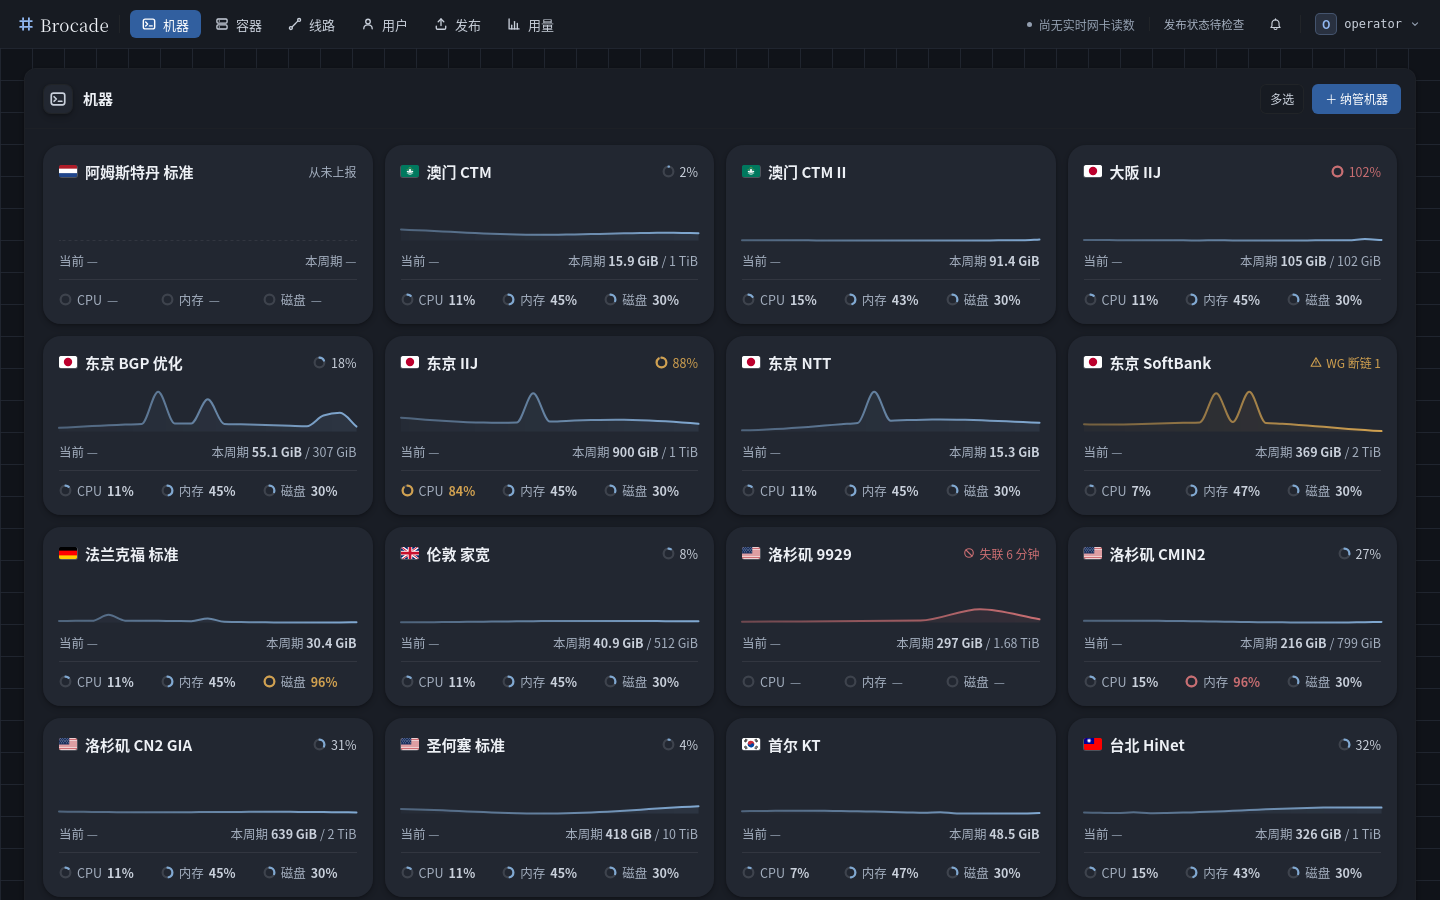 Brocade 机器 容器 线路 用户 发布 用量 尚无实时网卡读数 发布状态待检查 O operator
机器 多选 纳管机器
阿姆斯特丹 标准 从未上报
当前 — 本周期 —
CPU — 内存 — 磁盘 —
澳门 CTM 2%
当前 — 本周期 15.9 GiB / 1 TiB
CPU 11% 内存 45% 磁盘 30%
澳门 CTM II
当前 — 本周期 91.4 GiB
CPU 15% 内存 43% 磁盘 30%
大阪 IIJ 102%
当前 — 本周期 105 GiB / 102 GiB
CPU 11% 内存 45% 磁盘 30%
东京 BGP 优化 18%
当前 — 本周期 55.1 GiB / 307 GiB
CPU 11% 内存 45% 磁盘 30%
东京 IIJ 88%
当前 — 本周期 900 GiB / 1 TiB
CPU 84% 内存 45% 磁盘 30%
东京 NTT
当前 — 本周期 15.3 GiB
CPU 11% 内存 45% 磁盘 30%
东京 SoftBank WG 断链 1
当前 — 本周期 369 GiB / 2 TiB
CPU 7% 内存 47% 磁盘 30%
法兰克福 标准
当前 — 本周期 30.4 GiB
CPU 11% 内存 45% 磁盘 96%
伦敦 家宽 8%
当前 — 本周期 40.9 GiB / 512 GiB
CPU 11% 内存 45% 磁盘 30%
洛杉矶 9929 失联 6 分钟
当前 — 本周期 297 GiB / 1.68 TiB
CPU — 内存 — 磁盘 —
洛杉矶 CMIN2 27%
当前 — 本周期 216 GiB / 799 GiB
CPU 15% 内存 96% 磁盘 30%
洛杉矶 CN2 GIA 31%
当前 — 本周期 639 GiB / 2 TiB
CPU 11% 内存 45% 磁盘 30%
圣何塞 标准 4%
当前 — 本周期 418 GiB / 10 TiB
CPU 11% 内存 45% 磁盘 30%
首尔 KT
当前 — 本周期 48.5 GiB
CPU 7% 内存 47% 磁盘 30%
台北 HiNet 32%
当前 — 本周期 326 GiB / 1 TiB
CPU 15% 内存 43% 磁盘 30%